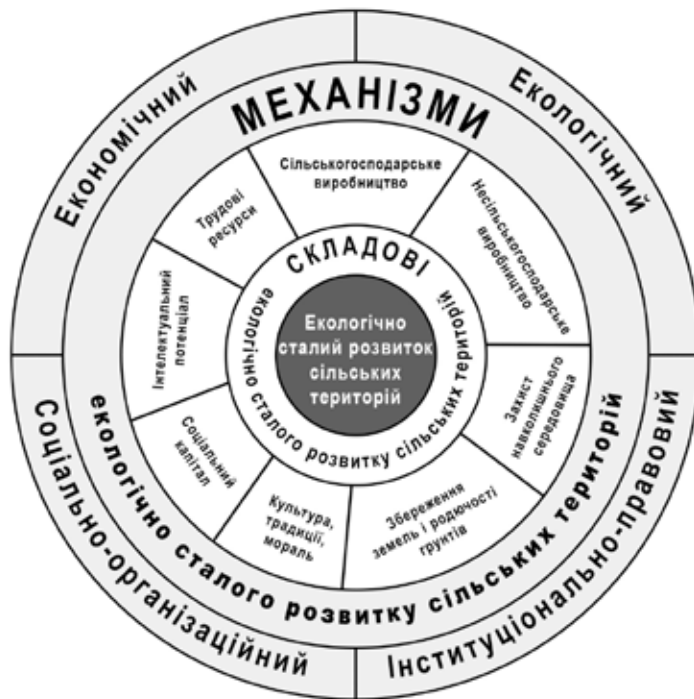 Економічний
Екологічний
МЕХАНІЗМИ
екологічно сталого розвитку сільських територій
Сільськогосподарське
виробництво
Несільськогосподарське
виробництво
Захист
навколишнього
середовища
Збереження
земель і родючості
грунтів
Культура,
традиції,
мораль
Соціальний
капітал
Інтелектуальний
потенціал
Трудові
ресурси
СКЛАДОВІ
екологічно сталого розвитку сільських територій
Екологічно
сталий розвиток
сільських
територій
Соціально-організаційний
Інституціонально-правовий